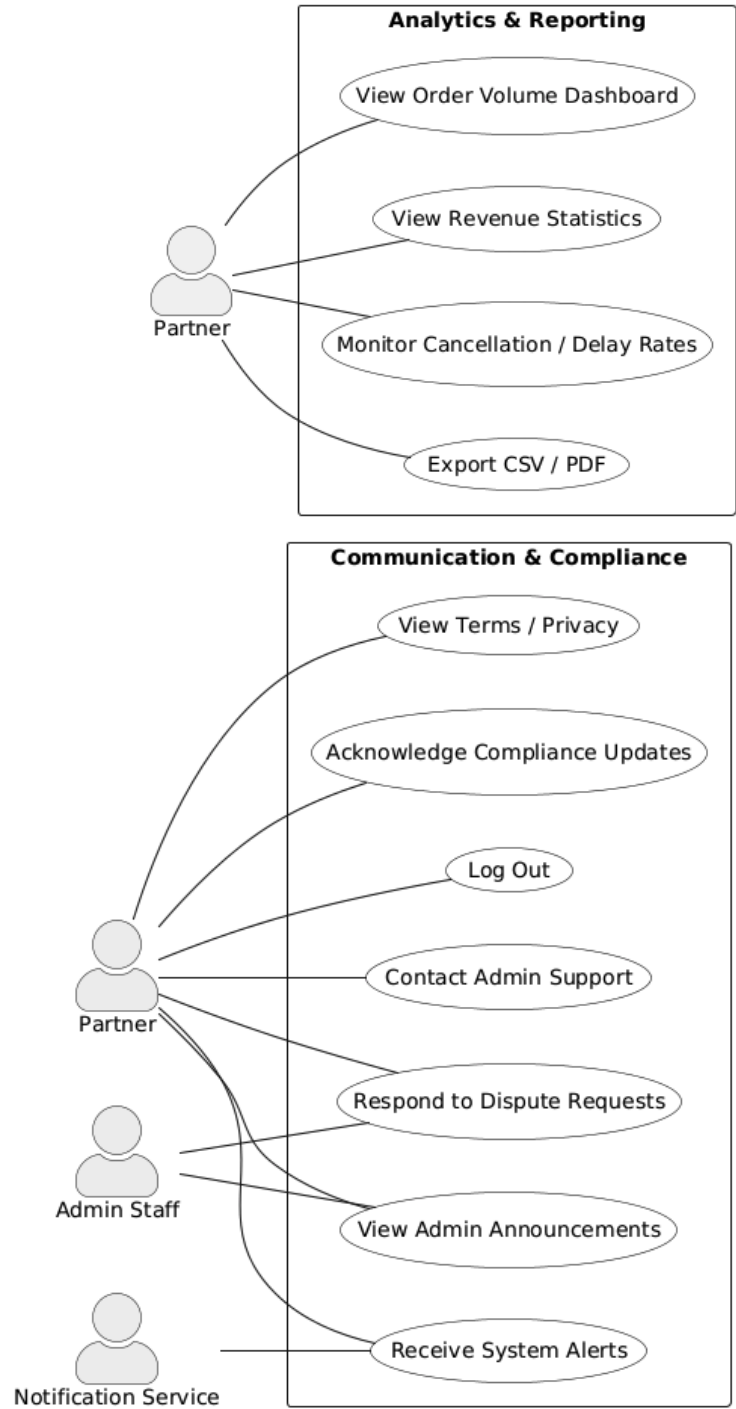 Analytics & Reporting
View Order Volume Dashboard
View Revenue Statistics
Partner
Monitor Cancellation / Delay Rates
Export CSV / PDF
Communication & Compliance
View Terms / Privacy
Acknowledge Compliance Updates
Log Out
Contact Admin Support
Partner
Respond to Dispute Requests
Admin Staff
View Admin Announcements
Receive System Alerts
Notification Service